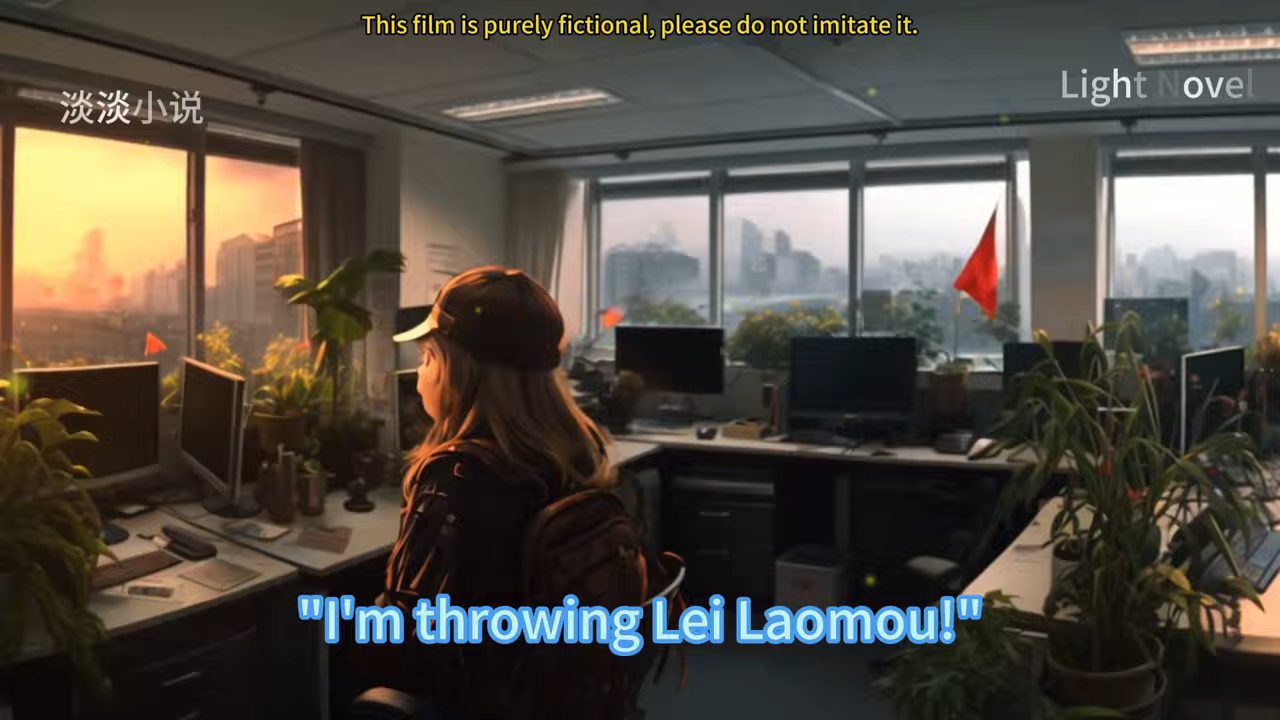 This film is purely fictional, please do not imitate it.
淡淡小说
Light Novel
"I'm throwing Lei Laomou!"